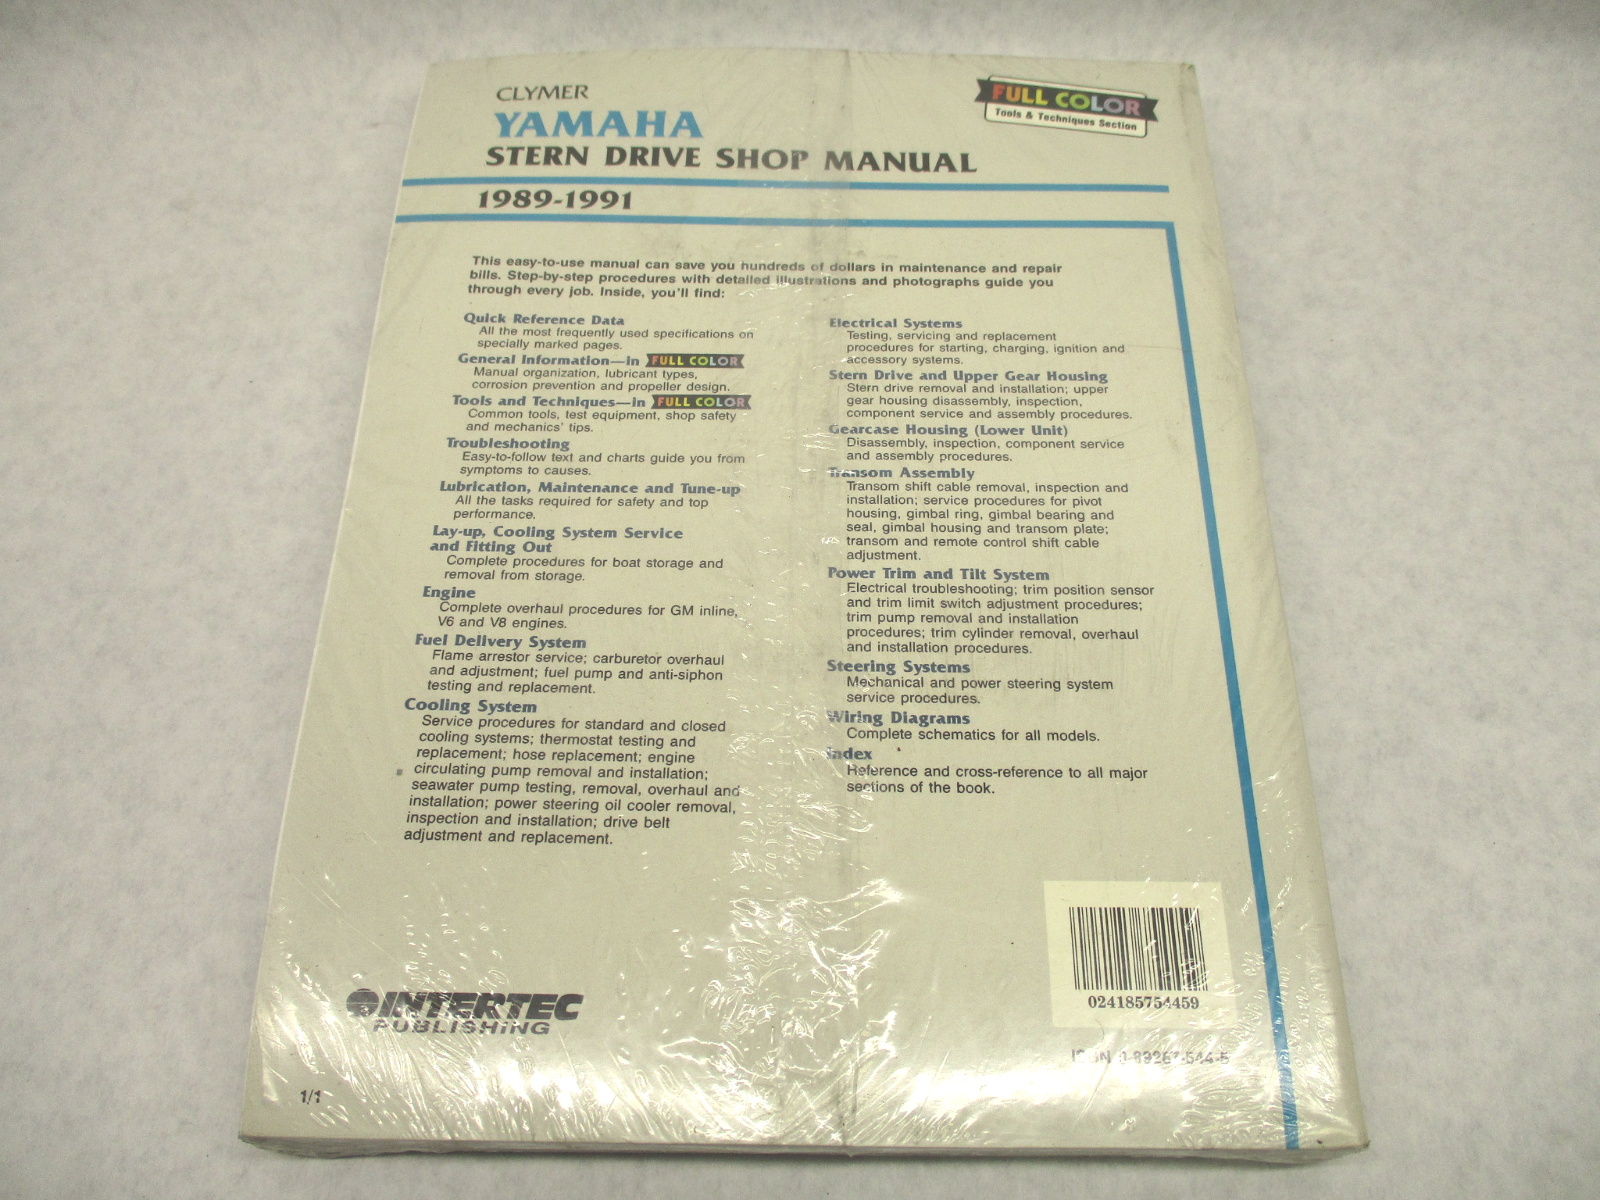 CLYMER
YAMAHA
STERN DRIVE SHOP MANUAL
1989-1991
FULL COLOR
Tools & Techniques Section
This easy-to-use manual can save you hundreds of dollars in maintenance and repair
bills. Step-by-step procedures with detailed illustrations and photographs guide you
through every job. Inside, you'll find:
Quick Reference Data
All the most frequently used specifications on
specially marked pages.
General Information—in FULL COLOR
Manual organization, lubricant types,
corrosion prevention and propeller design.
Tools and Techniques—in FULL COLOR
Common tools, test equipment, shop safety
and mechanics' tips.
Troubleshooting
Easy-to-follow text and charts guide you from
symptoms to causes.
Lubrication, Maintenance and Tune-up
All the tasks required for safety and top
performance.
Lay-up, Cooling System Service
and Fitting Out
Complete procedures for boat storage and
removal from storage.
Engine
Complete overhaul procedures for GM inline,
V6 and V8 engines.
Fuel Delivery System
Flame arrestor service; carburetor overhaul
and adjustment; fuel pump and anti-siphon
testing and replacement.
Cooling System
Service procedures for standard and closed
cooling systems; thermostat testing and
replacement; hose replacement; engine
circulating pump removal and installation;
seawater pump testing, removal, overhaul and
installation; power steering oil cooler removal,
inspection and installation; drive belt
adjustment and replacement.
Electrical Systems
Testing, servicing and replacement
procedures for starting, charging, ignition and
accessory systems.
Stern Drive and Upper Gear Housing
Stern drive removal and installation; upper
gear housing disassembly, inspection,
component service and assembly procedures.
Gearcase Housing (Lower Unit)
Disassembly, inspection, component service
and assembly procedures.
Transom Assembly
Transom shift cable removal, inspection and
installation; service procedures for pivot
housing, gimbal ring, gimbal bearing and
seal, gimbal housing and transom plate;
transom and remote control shift cable
adjustment.
Power Trim and Tilt System
Electrical troubleshooting; trim position sensor
and trim limit switch adjustment procedures;
trim pump removal and installation
procedures; trim cylinder removal, overhaul
and installation procedures.
Steering Systems
Mechanical and power steering system
service procedures.
Wiring Diagrams
Complete schematics for all models.
Index
Reference and cross-reference to all major
sections of the book.
INTERTEC
PUBLISHING
024185754459
ISBN 0-89287-544-5
1/1